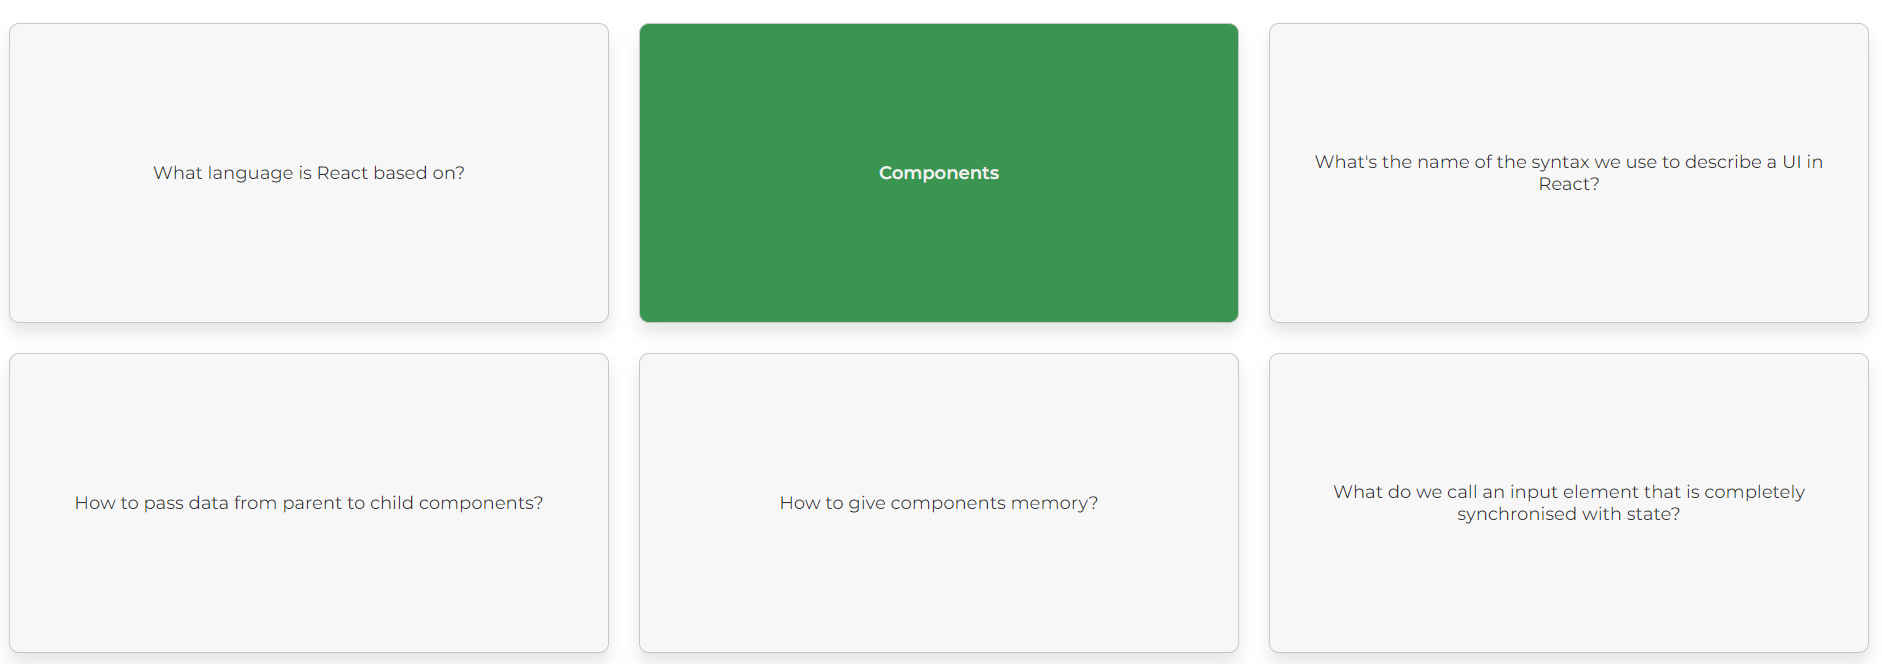 What language is React based on?
Components
What's the name of the syntax we use to describe a UI in
React?
How to pass data from parent to child components?
How to give components memory?
What do we call an input element that is completely
synchronised with state?